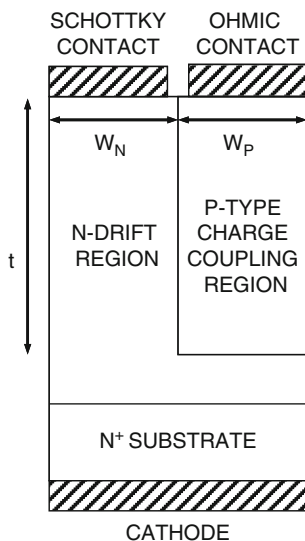 SCHOTTKY CONTACT
OHMIC CONTACT
W_N
W_P
t
N-DRIFT REGION
P-TYPE CHARGE COUPLING REGION
N⁺ SUBSTRATE
CATHODE